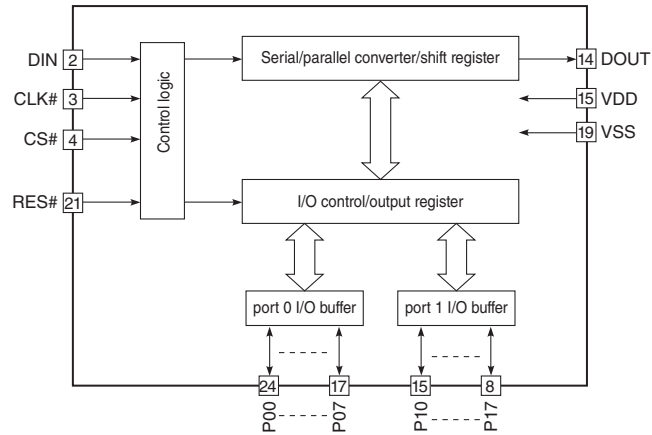 DIN 2
CLK# 3
CS# 4
RES# 21
Control logic
Serial/parallel converter/shift register
14 DOUT
15 VDD
19 VSS
I/O control/output register
port 0 I/O buffer
port 1 I/O buffer
24 17 15 8
P00 P07 P10 P17